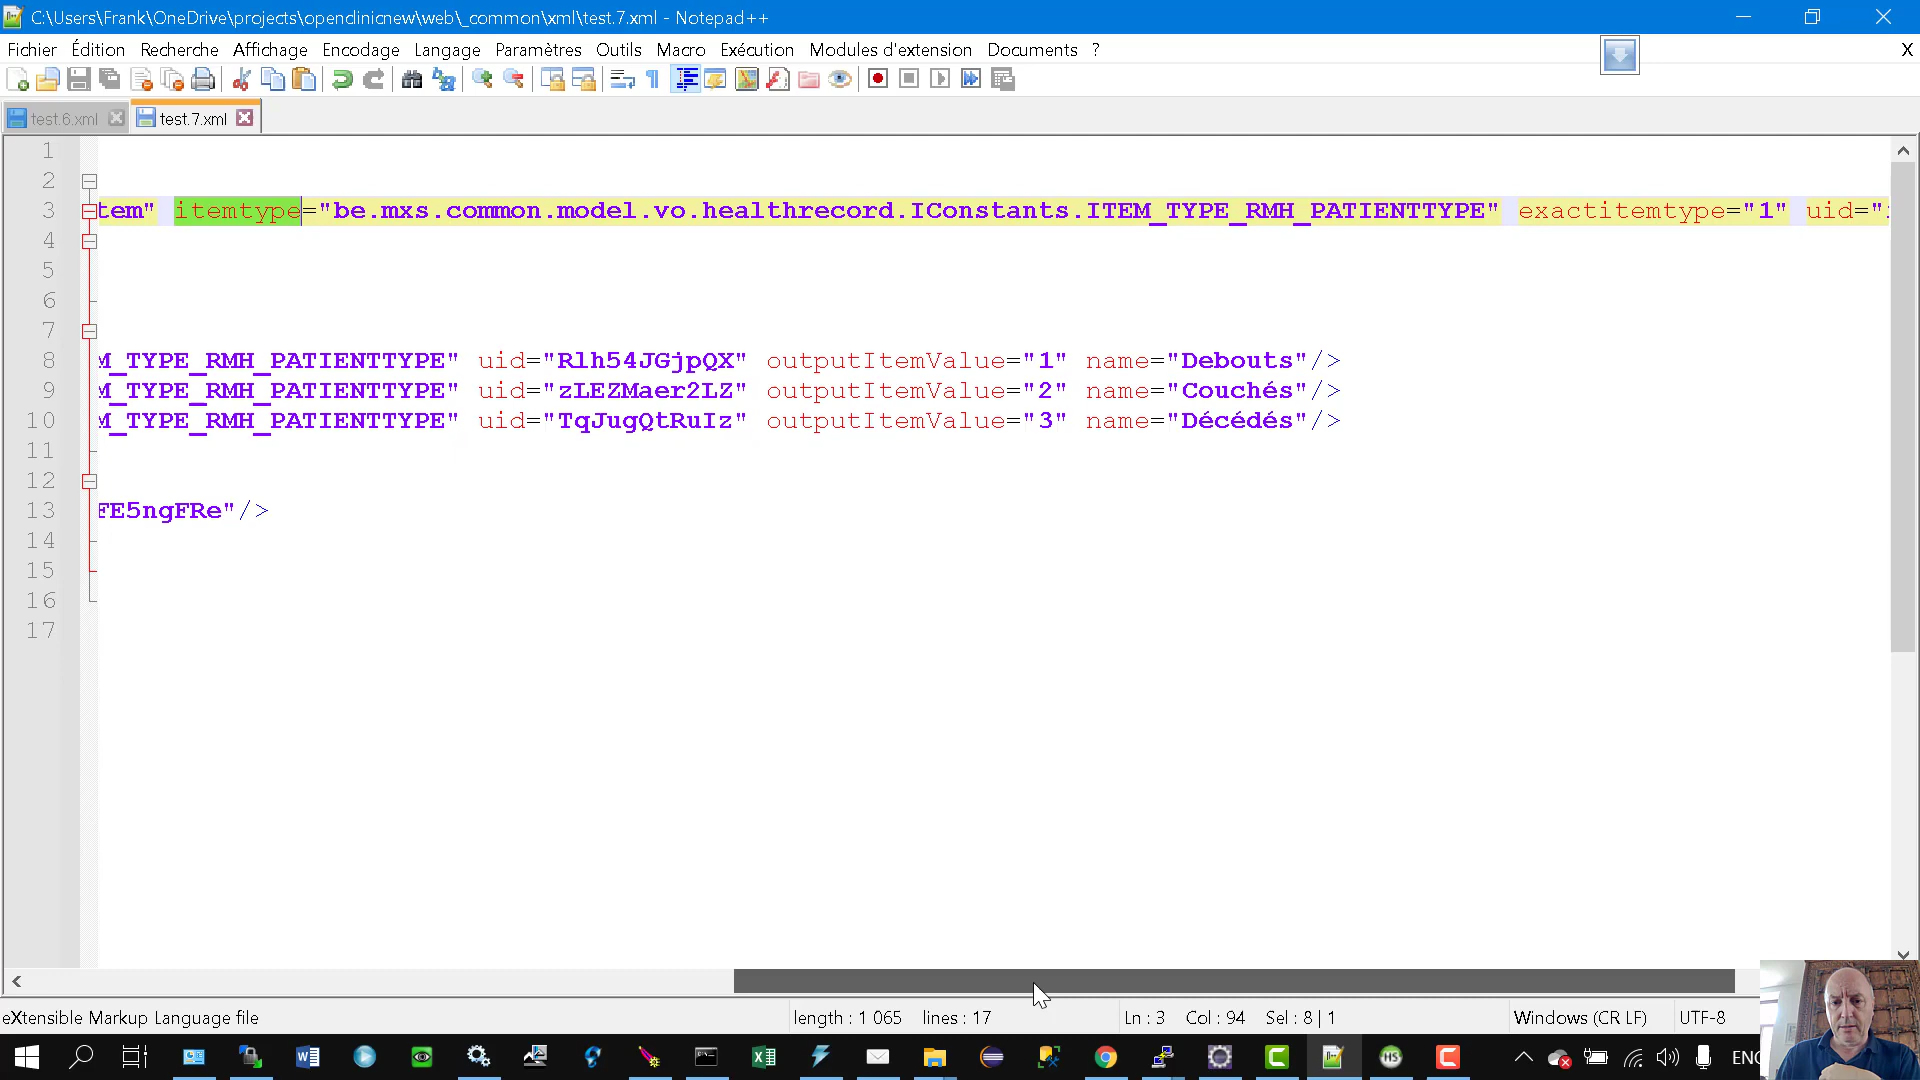 C:\Users\Frank\OneDrive\projects\openclinicnew\web\_common\xml\test.7.xml - Notepad++
Fichier Édition Recherche Affichage Encodage Langage Paramètres Outils Macro Exécution Modules d'extension Documents ? X
test.6.xml test.7.xml
1
2
3 tem" itemtype="be.mxs.common.model.vo.healthrecord.IConstants.ITEM_TYPE_RMH_PATIENTTYPE" exactitemtype="1" uid="
4
5
6
7
8 M_TYPE_RMH_PATIENTTYPE" uid="Rlh54JGjpQX" outputItemValue="1" name="Debouts"/>
9 M_TYPE_RMH_PATIENTTYPE" uid="zLEZMaer2LZ" outputItemValue="2" name="Couchés"/>
10 M_TYPE_RMH_PATIENTTYPE" uid="TqJugQtRuIz" outputItemValue="3" name="Décédés"/>
11
12
13 FE5ngFRe"/>
14
15
16
17
eXtensible Markup Language file length : 1 065 lines : 17 Ln : 3 Col : 94 Sel : 8 | 1 Windows (CR LF) UTF-8
ENG